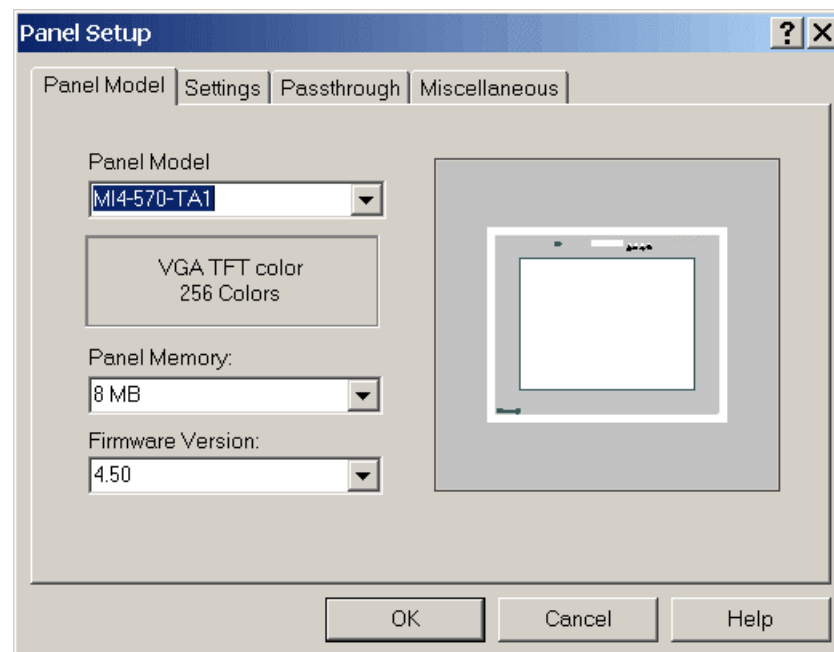 Panel Setup
Panel Model
Settings
Passthrough
Miscellaneous
Panel Model
MI4-570-TA1
VGA TFT color
256 Colors
Panel Memory:
8 MB
Firmware Version:
4.50
OK
Cancel
Help